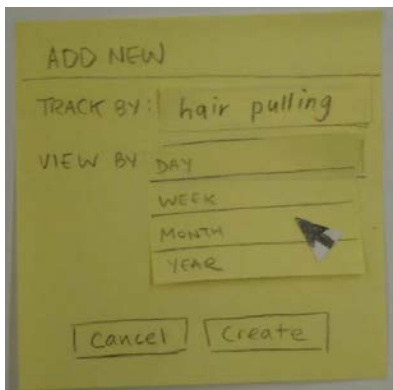 ADD NEW
TRACK BY: hair pulling
VIEW BY DAY
WEEK
MONTH
YEAR
Cancel Create